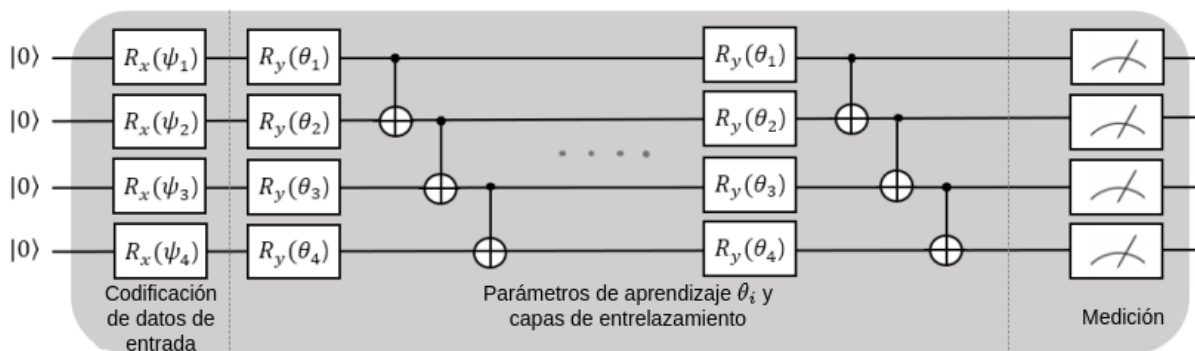 |0⟩ R_x(ψ_1) R_y(θ_1) R_y(θ_1)
|0⟩ R_x(ψ_2) R_y(θ_2) R_y(θ_2)
|0⟩ R_x(ψ_3) R_y(θ_3) . . . . R_y(θ_3)
|0⟩ R_x(ψ_4) R_y(θ_4) R_y(θ_4)
Codificación
de datos de
entrada
Parámetros de aprendizaje θ_i y
capas de entrelazamiento
Medición